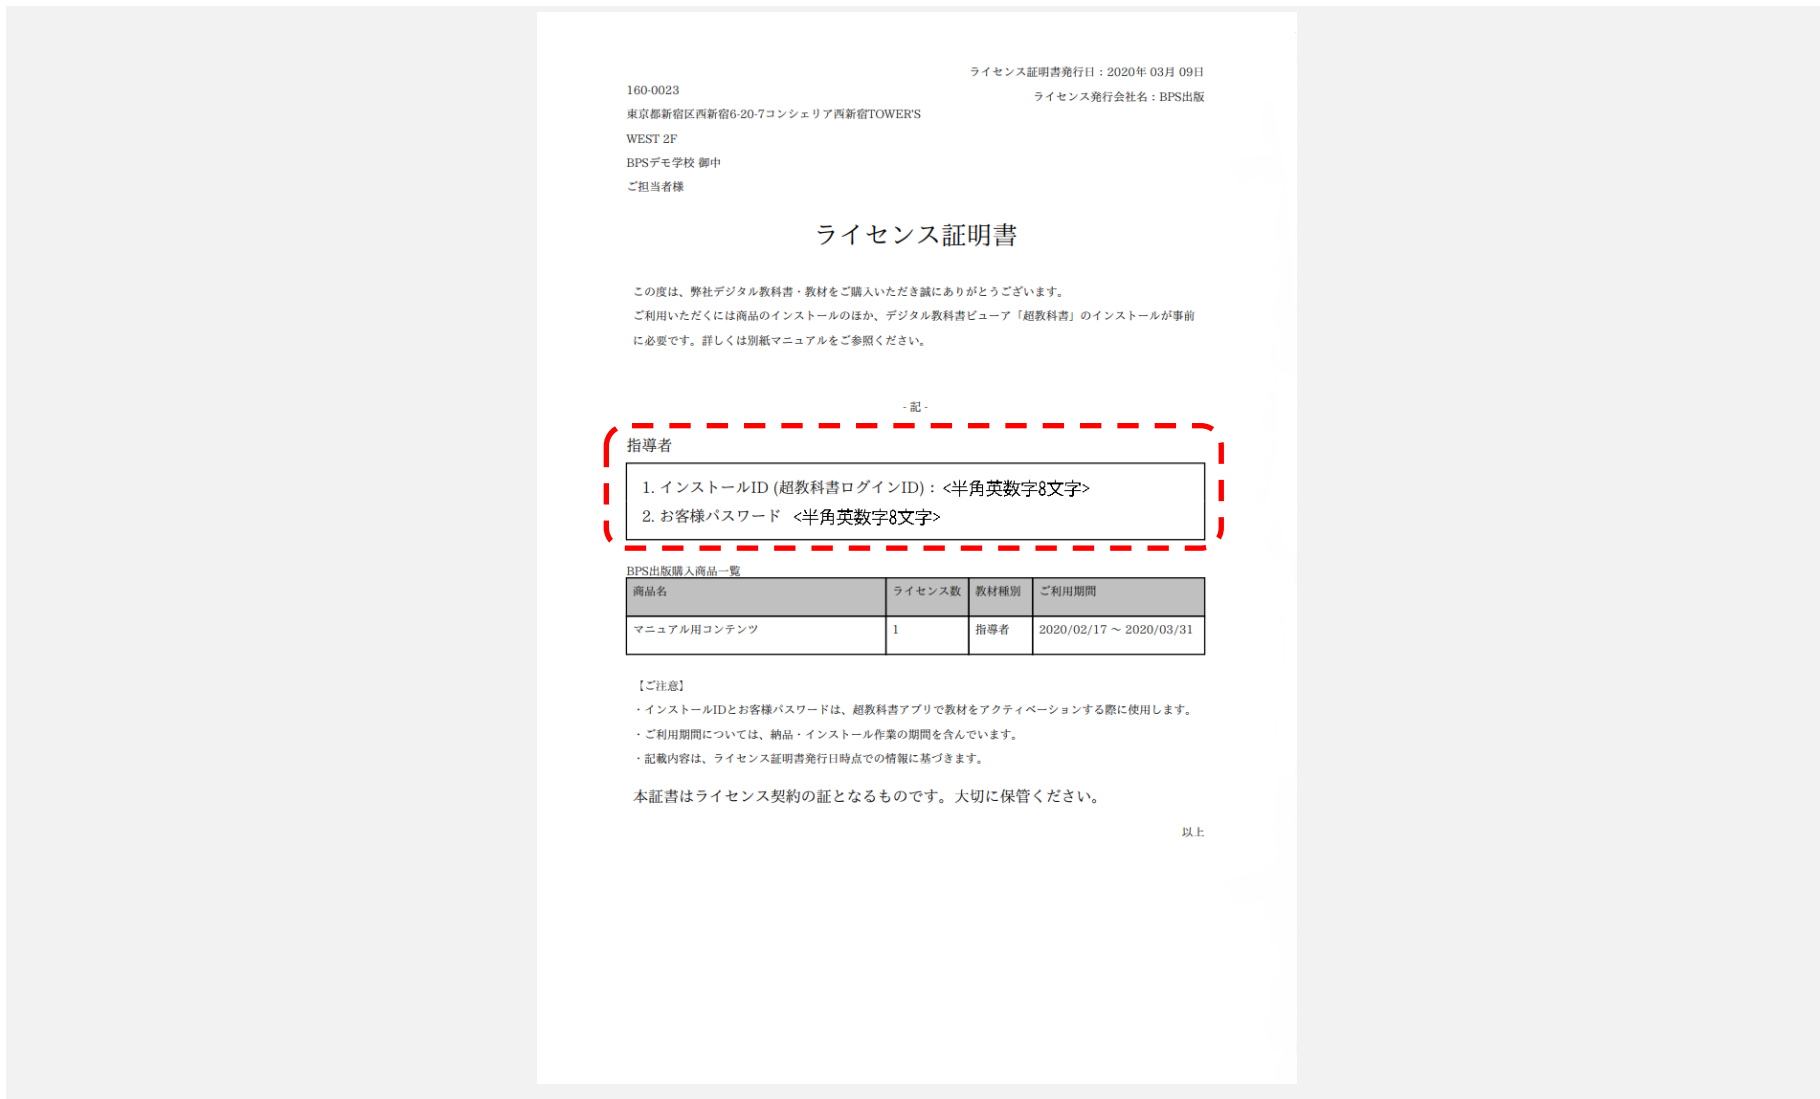 ライセンス証明書発行日：2020年 03月 09日
ライセンス発行会社名：BPS出版
160-0023
東京都新宿区西新宿6-20-7コンシェリア西新宿TOWER'S
WEST 2F
BPSデモ学校 御中
ご担当者様
ライセンス証明書
この度は、弊社デジタル教科書・教材をご購入いただき誠にありがとうございます。
ご利用いただくには商品のインストールのほか、デジタル教科書ビューア「超教科書」のインストールが事前
に必要です。詳しくは別紙マニュアルをご参照ください。
- 記 -
指導者
1. インストールID (超教科書ログインID)：<半角英数字8文字>
2. お客様パスワード <半角英数字8文字>
BPS出版購入商品一覧
商品名 ライセンス数 教材種別 ご利用期間
マニュアル用コンテンツ 1 指導者 2020/02/17 ～ 2020/03/31
【ご注意】
・インストールIDとお客様パスワードは、超教科書アプリで教材をアクティベーションする際に使用します。
・ご利用期間については、納品・インストール作業の期間を含んでいます。
・記載内容は、ライセンス証明書発行日時点での情報に基づきます。
本証書はライセンス契約の証となるものです。大切に保管ください。
以上